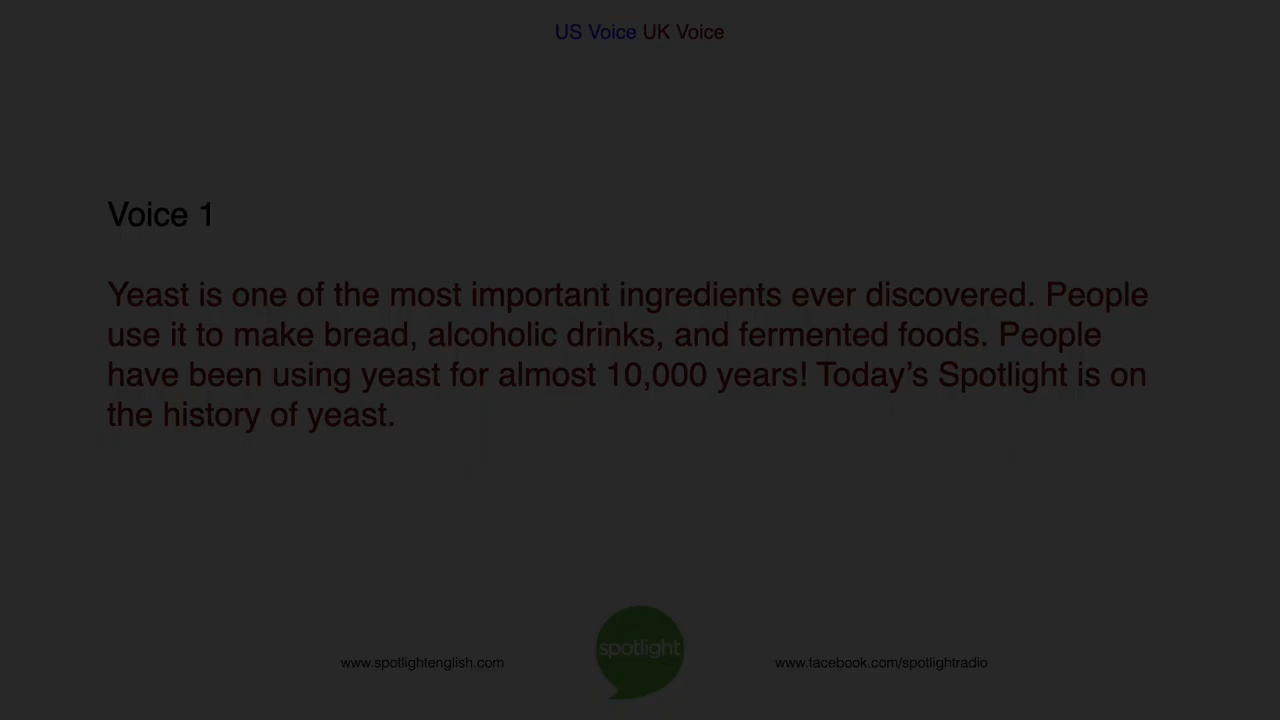 US Voice UK Voice
Voice 1
Yeast is one of the most important ingredients ever discovered. People
use it to make bread, alcoholic drinks, and fermented foods. People
have been using yeast for almost 10,000 years! Today’s Spotlight is on
the history of yeast.
spotlight
www.spotlightenglish.com
www.facebook.com/spotlightradio